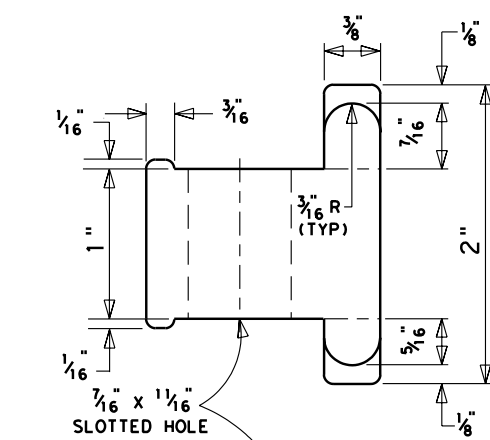 3/8"
1/8"
1/16"
3/16"
7/16"
3/16" R
(TYP)
1"
2"
5/16"
1/16"
7/16" X 11/16"
SLOTTED HOLE
1/8"